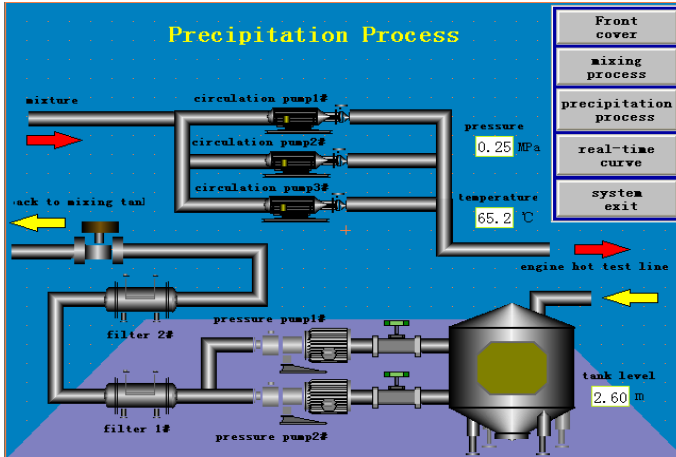 Precipitation Process
Front
cover
mixing
process
precipitation
process
real-time
curve
system
exit
mixture
circulation pump1#
circulation pump2#
circulation pump3#
pressure
0.25 MPa
temperature
65.2 ℃
back to mixing tank
engine hot test line
filter 2#
pressure pump1#
tank level
2.60 m
filter 1#
pressure pump2#